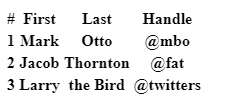 # First Last Handle
1 Mark Otto @mbo
2 Jacob Thornton @fat
3 Larry the Bird @twitters